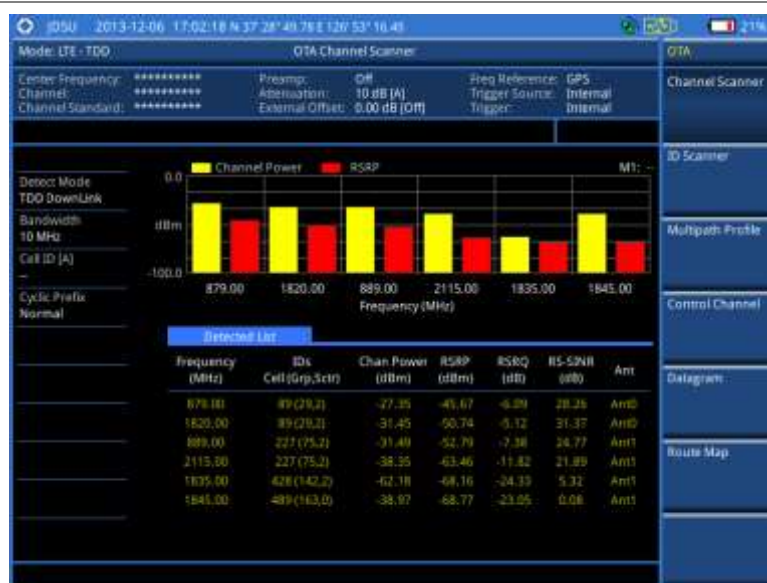 JDSU 2013-12-06 17:02:18 N 37° 28' 49.78 E 126° 53' 16.45 21%
Mode: LTE - TDD OTA Channel Scanner OTA
Center Frequency: ********** Preamp: Off Freq Reference: GPS
Channel: ********** Attenuation: 10 dB [A] Trigger Source: Internal
Channel Standard: ********** External Offset: 0.00 dB [Off] Trigger: Internal
Channel Scanner
ID Scanner
Multipath Profile
Control Channel
Datagram
Route Map
Detect Mode
TDD DownLink
Bandwidth
10 MHz
Cell ID [A]
--
Cyclic Prefix
Normal
Channel Power RSRP M1: --
0.0
dBm
-100.0
879.00 1820.00 889.00 2115.00 1835.00 1845.00
Frequency (MHz)
Detected List
Frequency (MHz) IDs Cell (Grp,Sctr) Chan Power (dBm) RSRP (dBm) RSRQ (dB) RS-SINR (dB) Ant
879.00 89 (29,2) -27.35 -45.67 -6.09 28.26 Ant0
1820.00 89 (29,2) -31.45 -50.74 -5.12 31.37 Ant0
889.00 227 (75,2) -31.49 -52.79 -7.38 24.77 Ant1
2115.00 227 (75,2) -38.35 -63.46 -11.82 21.89 Ant1
1835.00 428 (142,2) -62.18 -68.16 -24.33 5.32 Ant1
1845.00 489 (163,0) -38.97 -68.77 -23.05 0.08 Ant1